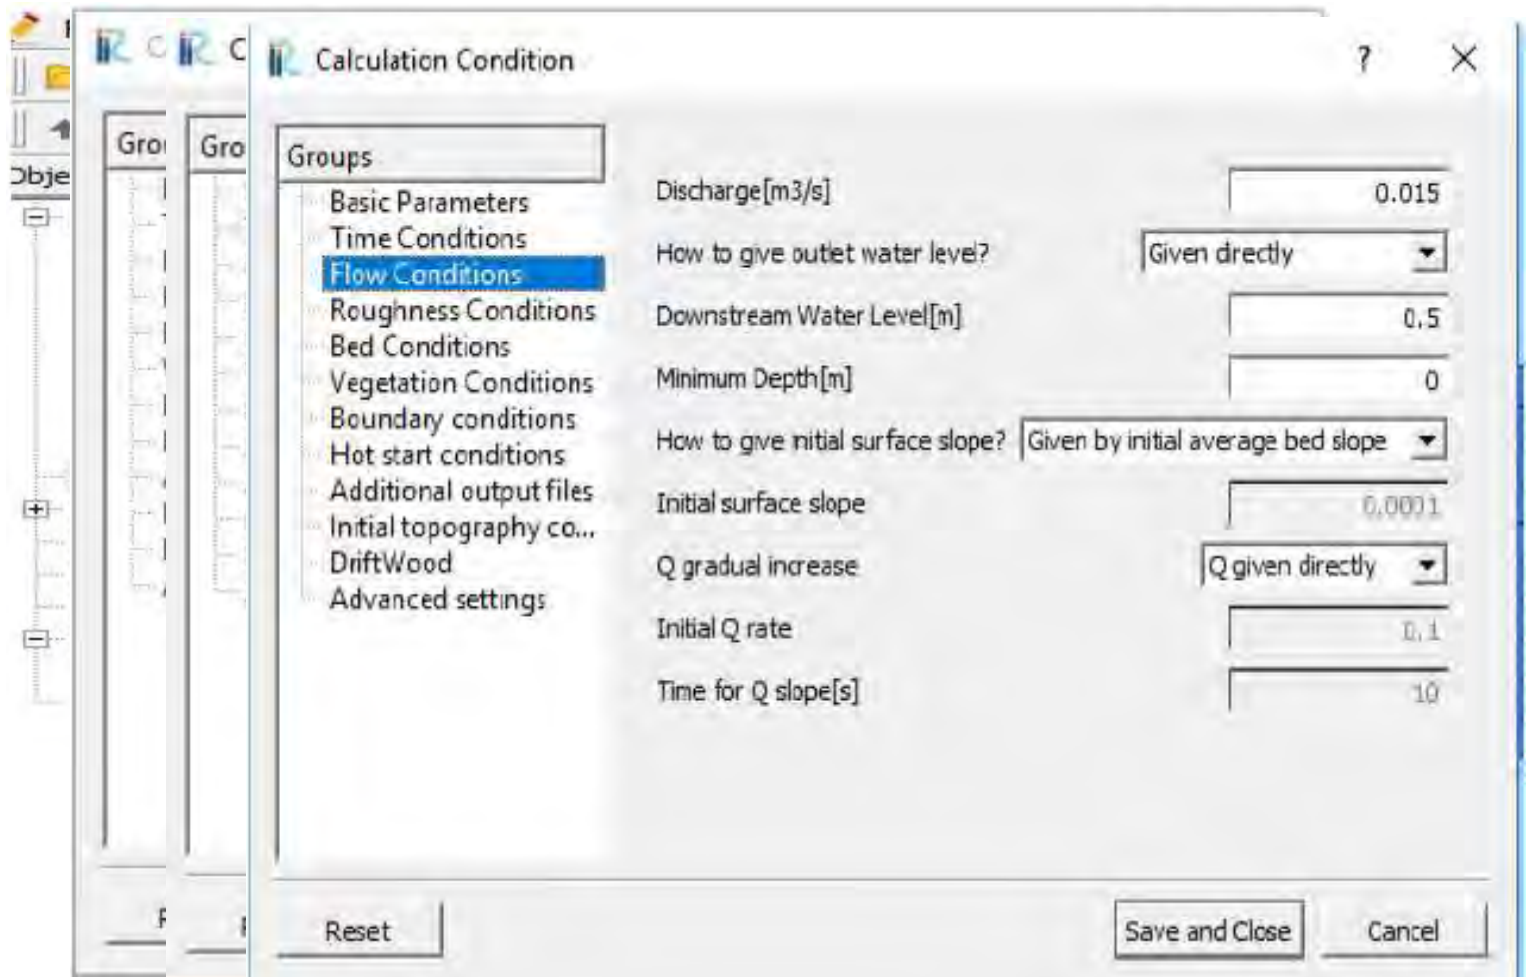 Calculation Condition
?
Groups
Basic Parameters
Time Conditions
Flow Conditions
Roughness Conditions
Bed Conditions
Vegetation Conditions
Boundary conditions
Hot start conditions
Additional output files
Initial topography co...
DriftWood
Advanced settings
Discharge[m3/s] 0.015
How to give outlet water level? Given directly
Downstream Water Level[m] 0.5
Minimum Depth[m] 0
How to give initial surface slope? Given by initial average bed slope
Initial surface slope 0.0001
Q gradual increase Q given directly
Initial Q rate 0.1
Time for Q slope[s] 10
Reset
Save and Close
Cancel
Gro
Gro
Obje